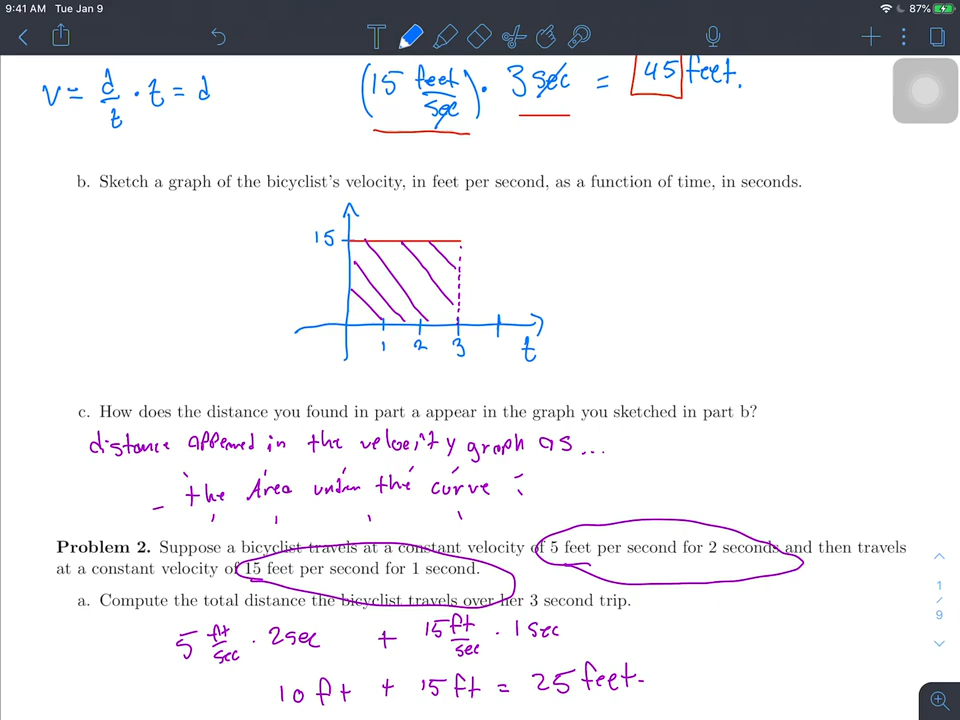 9:41 AM Tue Jan 9 87%
v = d/t · t = d (15 feet/sec) · 3 sec = 45 feet.
b. Sketch a graph of the bicyclist's velocity, in feet per second, as a function of time, in seconds.
15
1 2 3 t
c. How does the distance you found in part a appear in the graph you sketched in part b?
distance appeared in the velocity graph as...
- the Area under the curve
Problem 2. Suppose a bicyclist travels at a constant velocity of 5 feet per second for 2 seconds and then travels
at a constant velocity of 15 feet per second for 1 second.
a. Compute the total distance the bicyclist travels over her 3 second trip.
5 ft/sec · 2 sec + 15 ft/sec · 1 sec
10 ft + 15 ft = 25 feet.
1
/
9